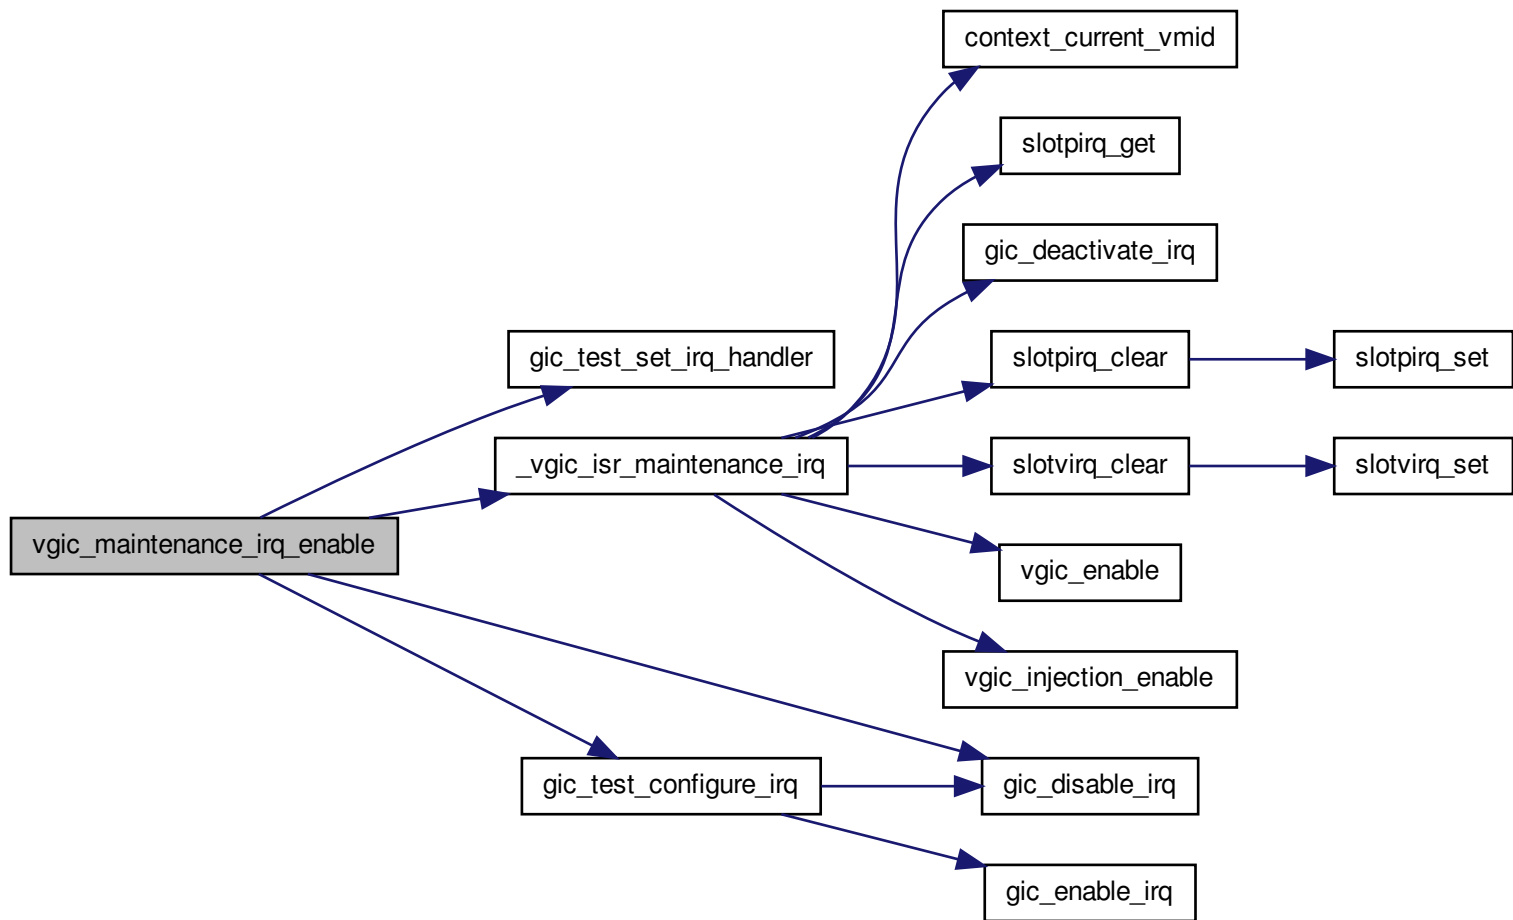 context_current_vmid
slotpirq_get
gic_deactivate_irq
gic_test_set_irq_handler
slotpirq_clear
slotpirq_set
_vgic_isr_maintenance_irq
slotvirq_clear
slotvirq_set
vgic_maintenance_irq_enable
vgic_enable
vgic_injection_enable
gic_test_configure_irq
gic_disable_irq
gic_enable_irq